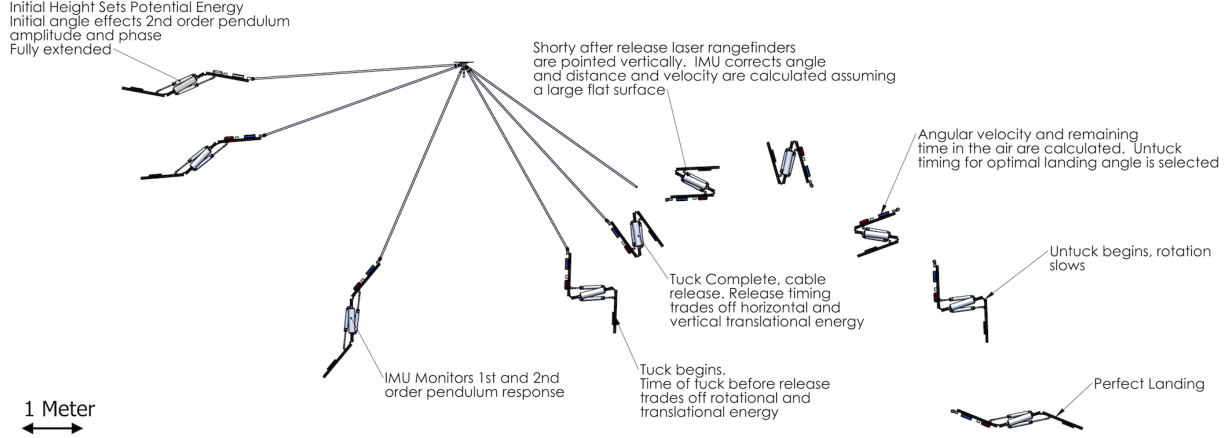 Initial Height Sets Potential Energy
Initial angle effects 2nd order pendulum
amplitude and phase
Fully extended
Shorty after release laser rangefinders
are pointed vertically.  IMU corrects angle
and distance and velocity are calculated assuming
a large flat surface
Angular velocity and remaining
time in the air are calculated.  Untuck
timing for optimal landing angle is selected
Untuck begins, rotation
slows
Tuck Complete, cable
release. Release timing
trades off horizontal and
vertical translational energy
IMU Monitors 1st and 2nd
order pendulum response
Tuck begins.
Time of tuck before release
trades off rotational and
translational energy
Perfect Landing
1 Meter